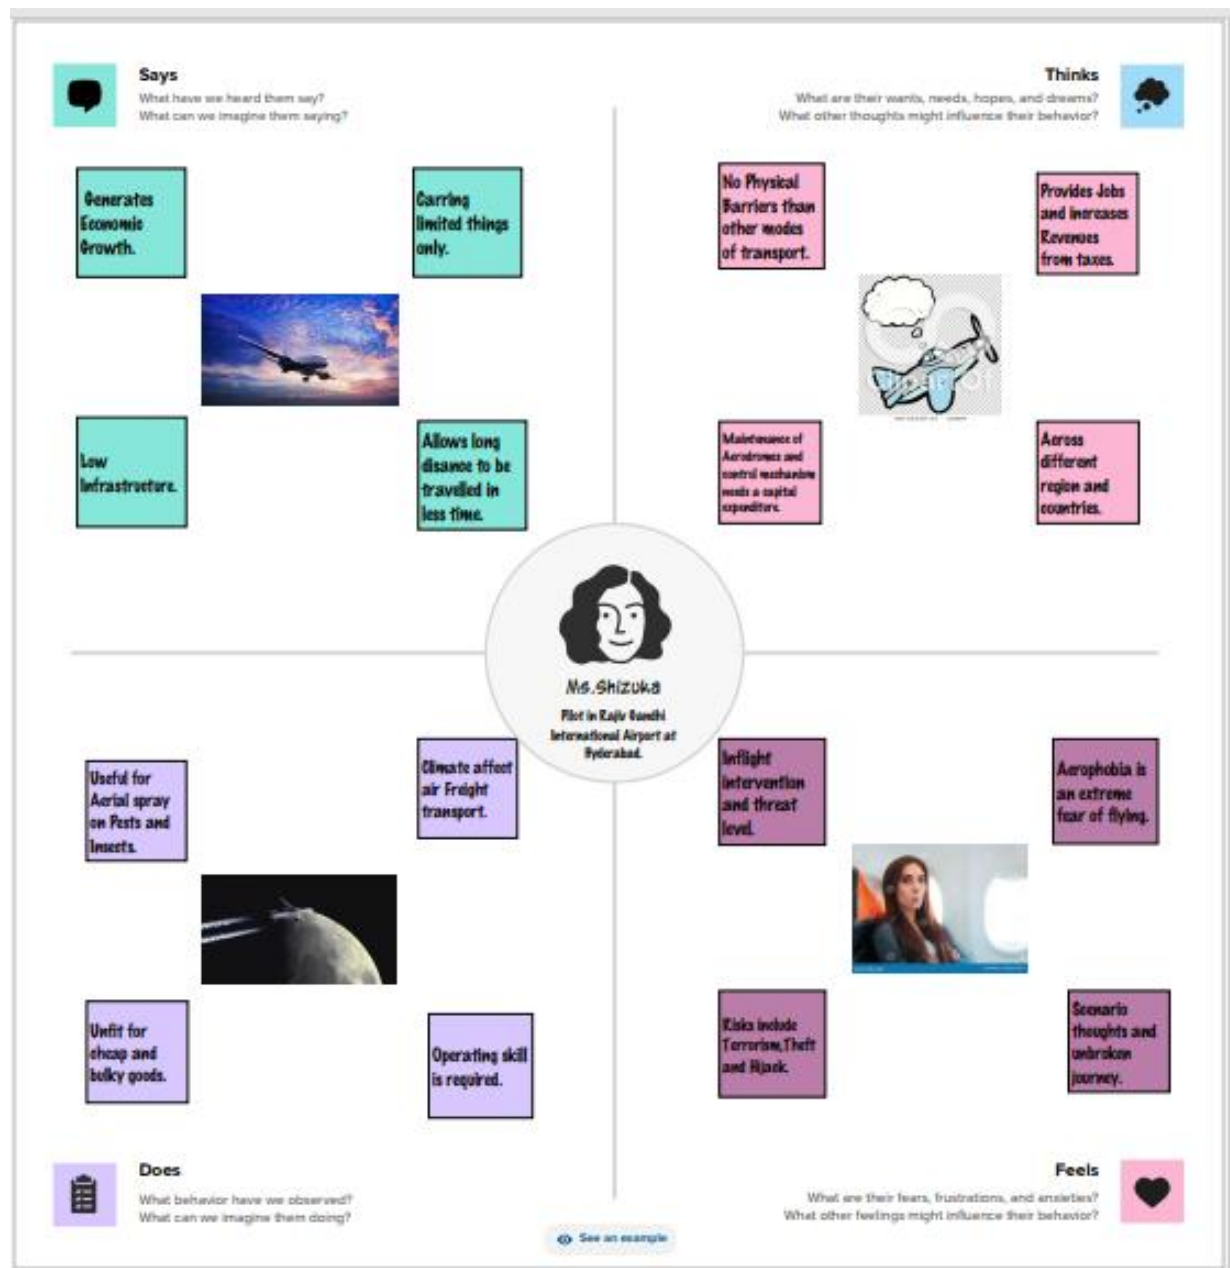 Says
What have we heard them say?
What can we imagine them saying?
Thinks
What are their wants, needs, hopes, and dreams?
What other thoughts might influence their behavior?
Generates
Economic
Growth.
Carring
limited things
only.
No Physical
Barriers than
other modes
of transport.
Provides Jobs
and increases
Revenues
from taxes.
Low
Infrastructure.
Allows long
disance to be
travelled in
less time.
Maintenance of
Aerodromes and
control mechanism
needs a capital
expenditure.
Across
different
region and
countries.
Ms.Shizuka
Pilot in Rajiv Gandhi
International Airport at
Hyderabad.
Useful for
Aerial spray
on Pests and
Insects.
Climate affect
air Freight
transport.
Inflight
intervention
and threat
level.
Aerophobia is
an extreme
fear of flying.
Unfit for
cheap and
bulky goods.
Operating skill
is required.
Risks include
Terrorism,Theft
and Hijack.
Scenario
thoughts and
unbroken
journey.
Does
What behavior have we observed?
What can we imagine them doing?
Feels
What are their fears, frustrations, and anxieties?
What other feelings might influence their behavior?
See an example